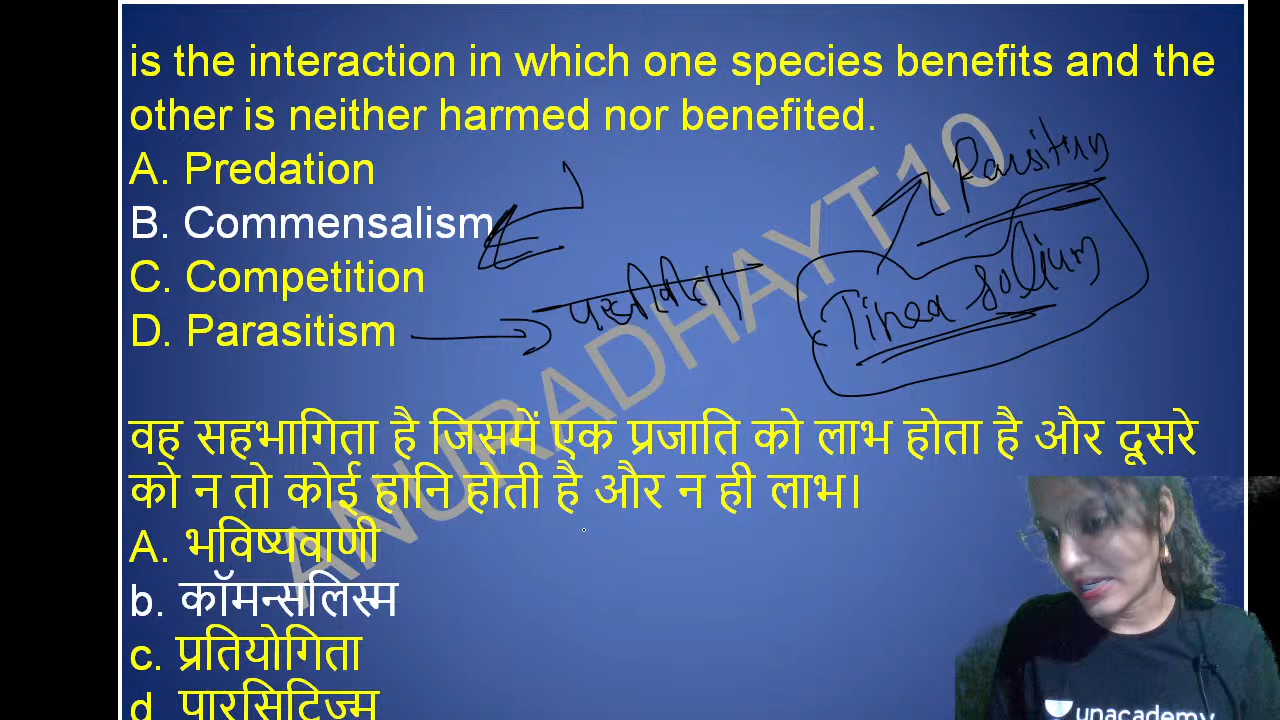 is the interaction in which one species benefits and the
other is neither harmed nor benefited.
A. Predation
B. Commensalism
C. Competition
D. Parasitism
Tinea solium
ANURADHAYT10
वह सहभागिता है जिसमें एक प्रजाति को लाभ होता है और दूसरे
को न तो कोई हानि होती है और न ही लाभ।
A. भविष्यवाणी
b. कॉमन्सलिस्म
c. प्रतियोगिता
d पारसिटिज्म
unacademy